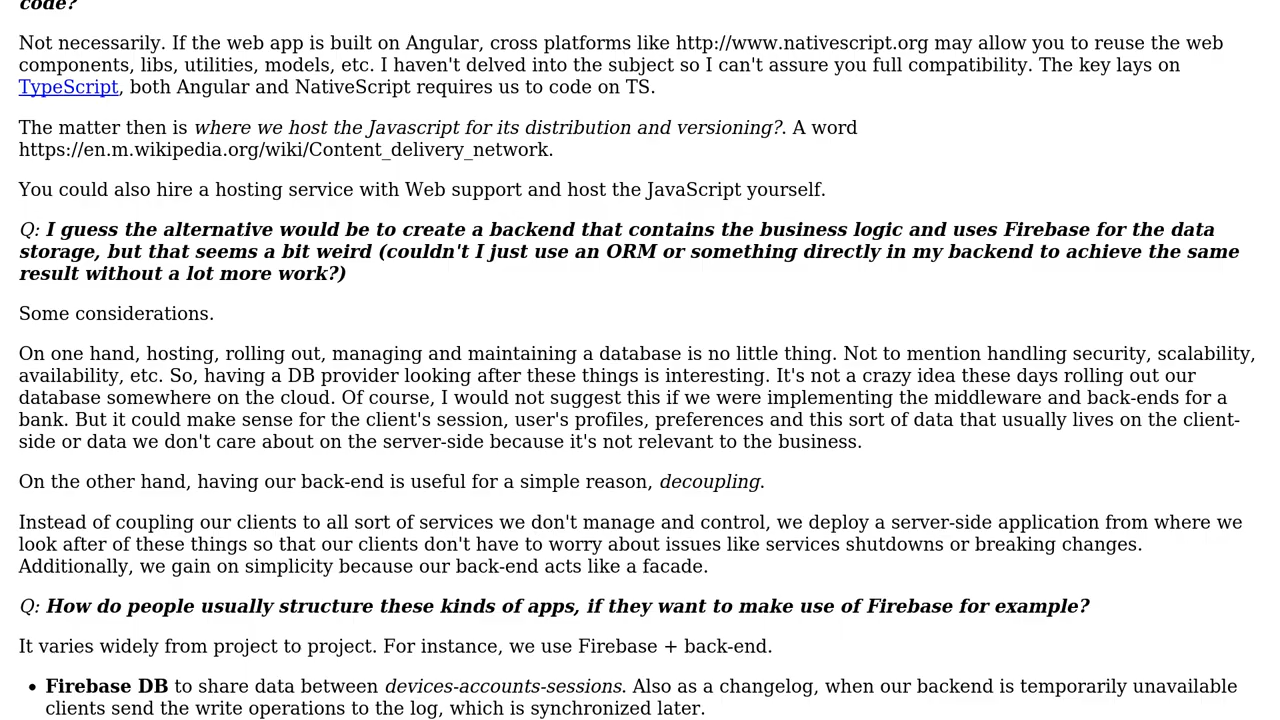 code?
Not necessarily. If the web app is built on Angular, cross platforms like http://www.nativescript.org may allow you to reuse the web
components, libs, utilities, models, etc. I haven't delved into the subject so I can't assure you full compatibility. The key lays on
TypeScript, both Angular and NativeScript requires us to code on TS.
The matter then is where we host the Javascript for its distribution and versioning?. A word
https://en.m.wikipedia.org/wiki/Content_delivery_network.
You could also hire a hosting service with Web support and host the JavaScript yourself.
Q: I guess the alternative would be to create a backend that contains the business logic and uses Firebase for the data
storage, but that seems a bit weird (couldn't I just use an ORM or something directly in my backend to achieve the same
result without a lot more work?)
Some considerations.
On one hand, hosting, rolling out, managing and maintaining a database is no little thing. Not to mention handling security, scalability,
availability, etc. So, having a DB provider looking after these things is interesting. It's not a crazy idea these days rolling out our
database somewhere on the cloud. Of course, I would not suggest this if we were implementing the middleware and back-ends for a
bank. But it could make sense for the client's session, user's profiles, preferences and this sort of data that usually lives on the client-
side or data we don't care about on the server-side because it's not relevant to the business.
On the other hand, having our back-end is useful for a simple reason, decoupling.
Instead of coupling our clients to all sort of services we don't manage and control, we deploy a server-side application from where we
look after of these things so that our clients don't have to worry about issues like services shutdowns or breaking changes.
Additionally, we gain on simplicity because our back-end acts like a facade.
Q: How do people usually structure these kinds of apps, if they want to make use of Firebase for example?
It varies widely from project to project. For instance, we use Firebase + back-end.
• Firebase DB to share data between devices-accounts-sessions. Also as a changelog, when our backend is temporarily unavailable
clients send the write operations to the log, which is synchronized later.